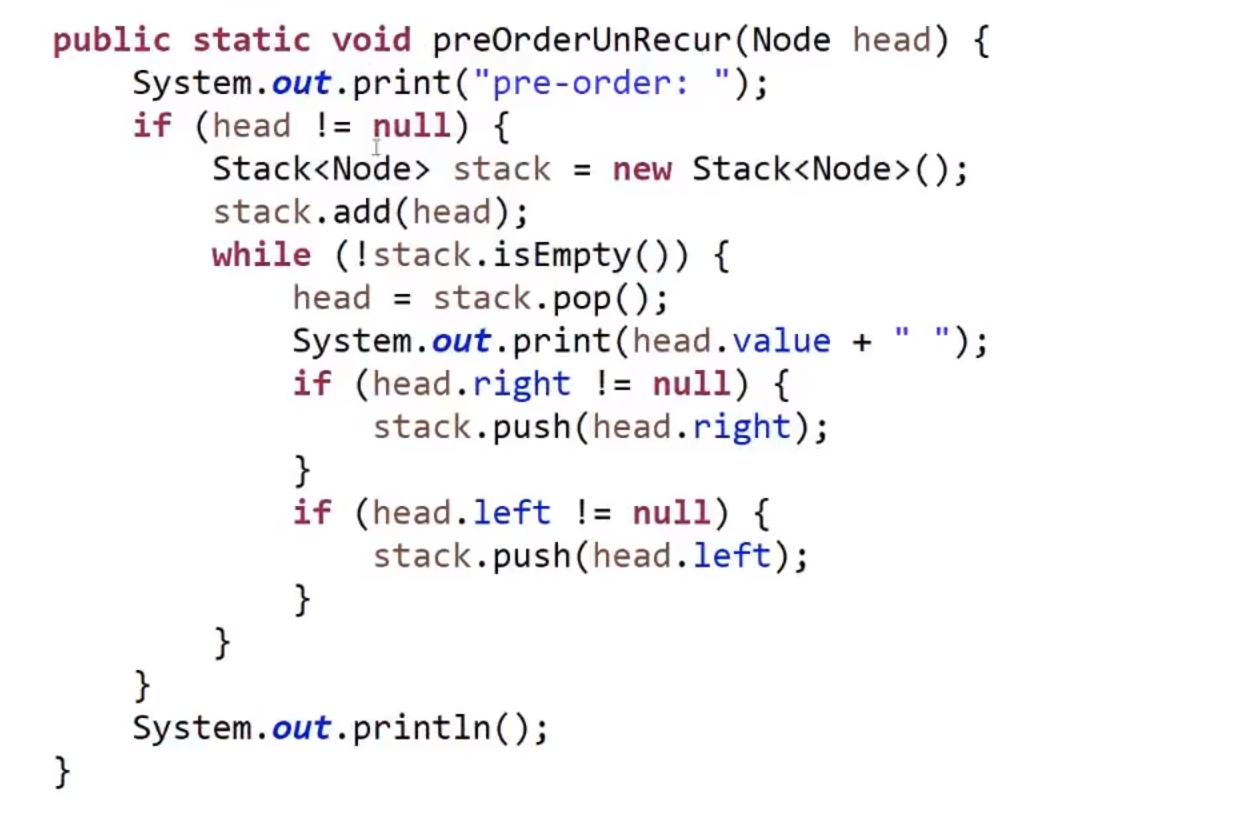 public static void preOrderUnRecur(Node head) {
    System.out.print("pre-order: ");
    if (head != null) {
        Stack<Node> stack = new Stack<Node>();
        stack.add(head);
        while (!stack.isEmpty()) {
            head = stack.pop();
            System.out.print(head.value + " ");
            if (head.right != null) {
                stack.push(head.right);
            }
            if (head.left != null) {
                stack.push(head.left);
            }
        }
    }
    System.out.println();
}